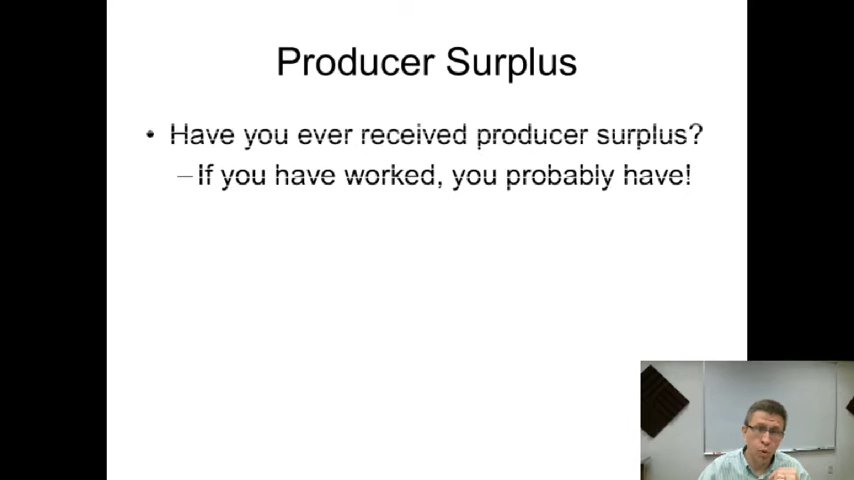 Producer Surplus
• Have you ever received producer surplus?
– If you have worked, you probably have!